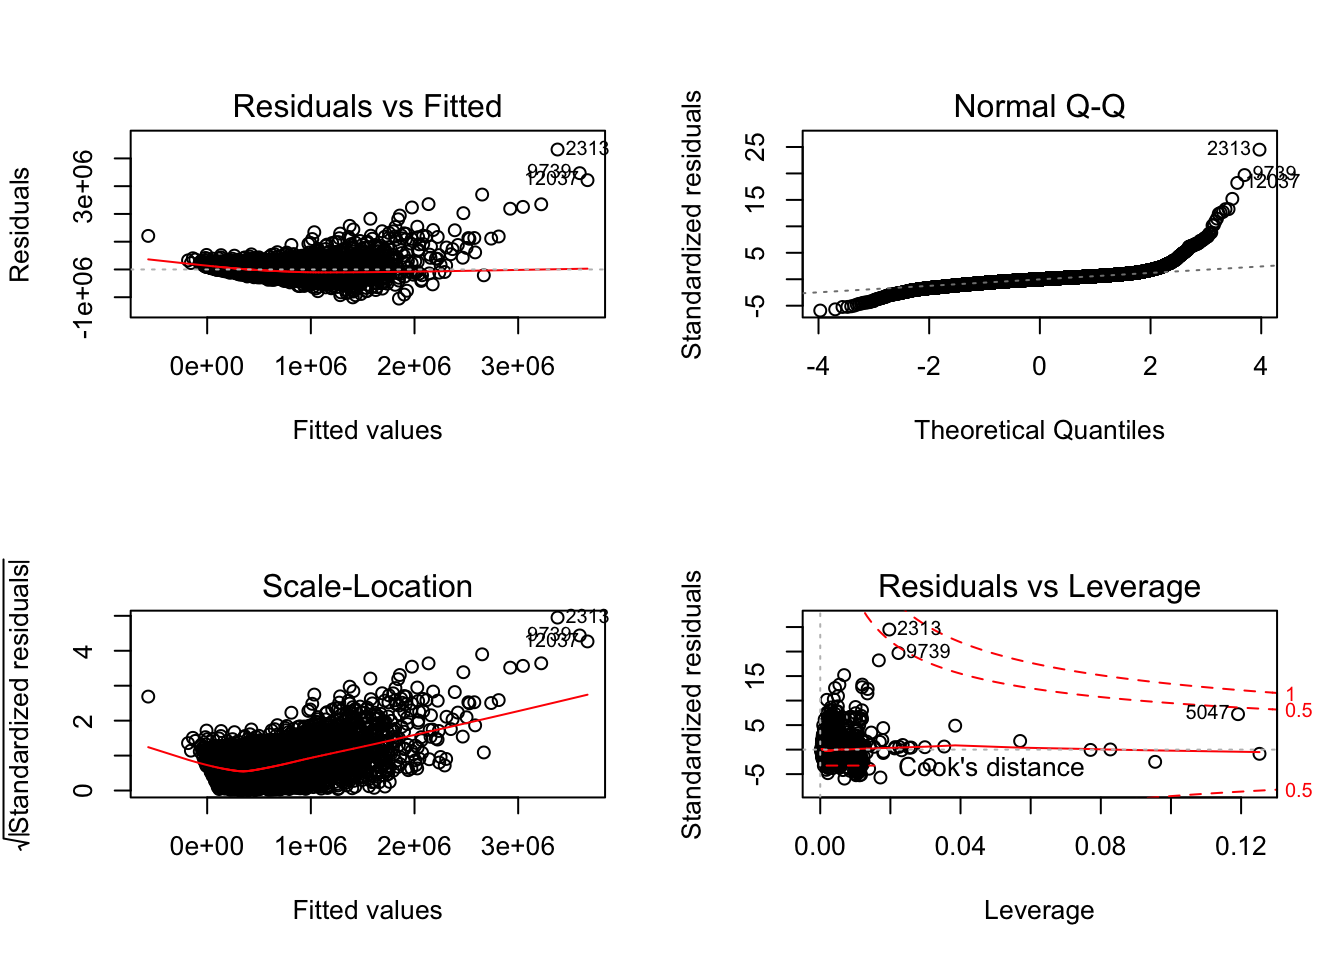 Residuals vs Fitted
Residuals
-1e+06
3e+06
2313
9739
12037
0e+00 1e+06 2e+06 3e+06
Fitted values
Normal Q-Q
Standardized residuals
-5 5 15 25
2313
9739
12037
-4 -2 0 2 4
Theoretical Quantiles
Scale-Location
√|Standardized residuals|
0 2 4
2313
9739
12037
0e+00 1e+06 2e+06 3e+06
Fitted values
Residuals vs Leverage
Standardized residuals
-5 5 15
2313
9739
5047
1
0.5
0.5
Cook's distance
0.00 0.04 0.08 0.12
Leverage